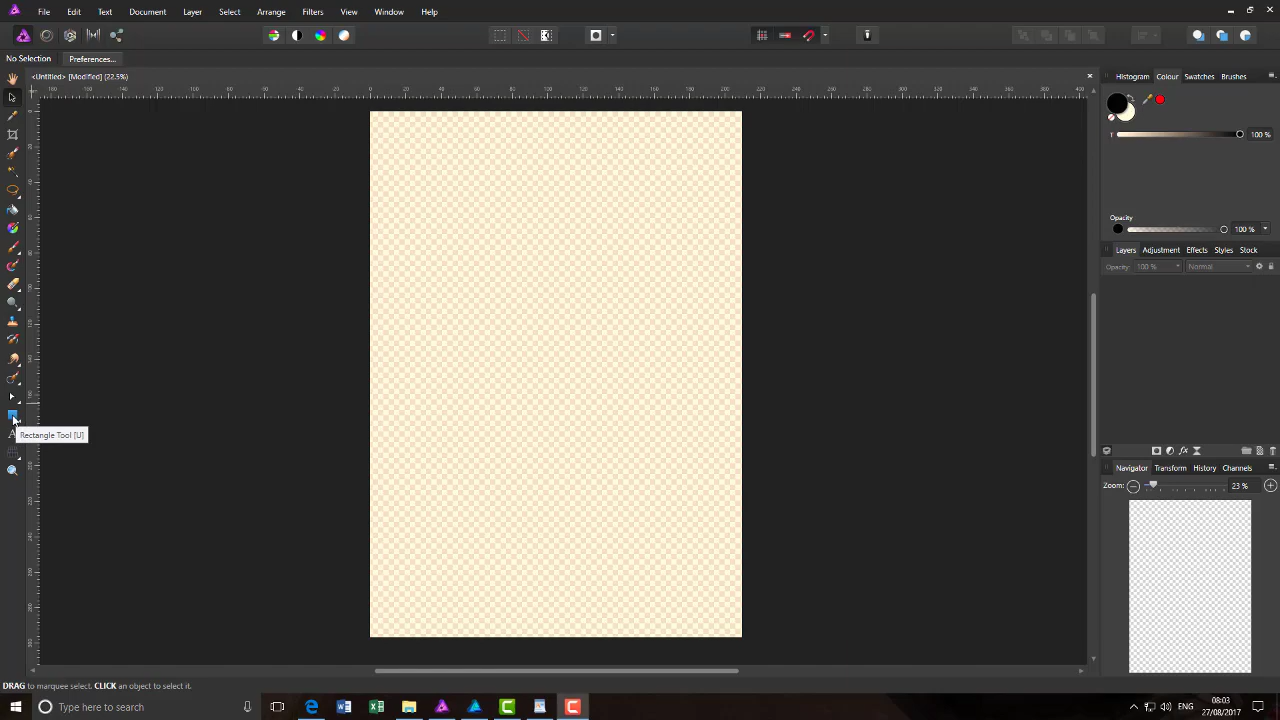 File Edit Text Document Layer Select Arrange Filters View Window Help
No Selection Preferences...
<Untitled> [Modified] (22.5%)
Histogram Colour Swatches Brushes
T 100 %
Opacity
100 %
Layers Adjustment Effects Styles Stock
Opacity: 100 % Normal
Rectangle Tool [U]
Navigator Transform History Channels
Zoom: 23 %
DRAG to marquee select. CLICK an object to select it.
Type here to search
ENG
08:03
27/08/2017